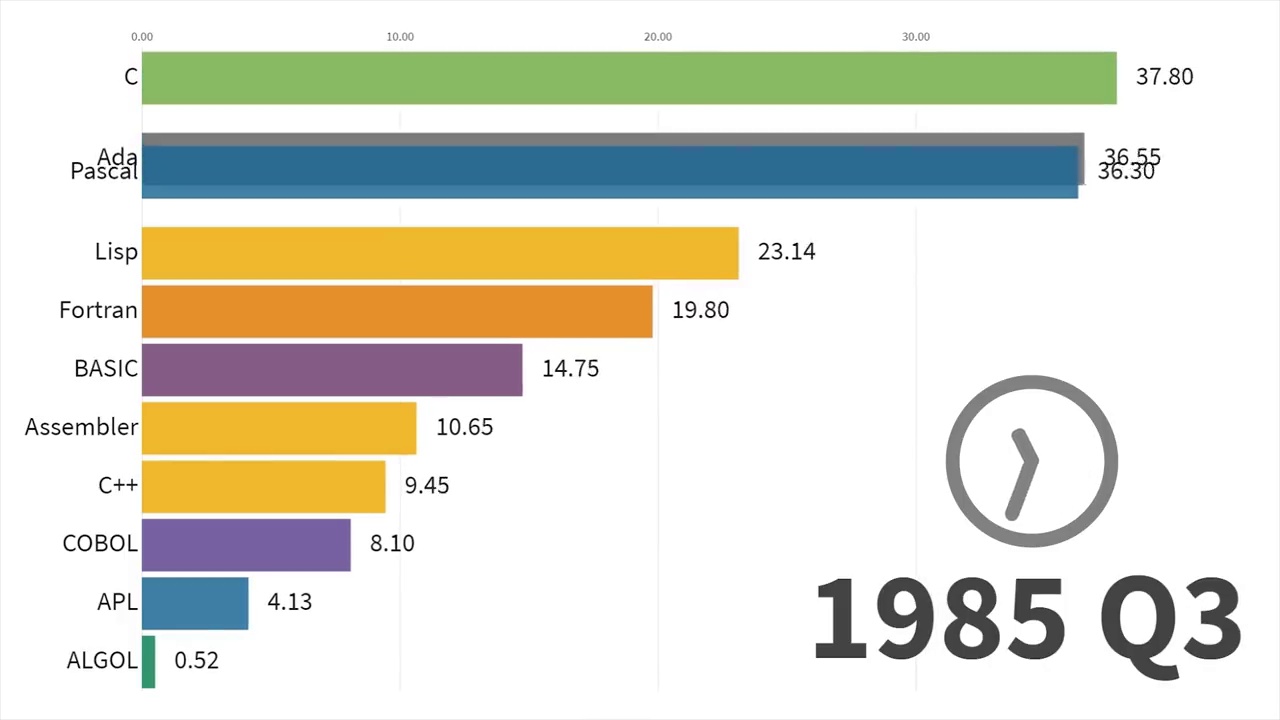 0.00 10.00 20.00 30.00
C 37.80
Ada 36.55
Pascal 36.30
Lisp 23.14
Fortran 19.80
BASIC 14.75
Assembler 10.65
C++ 9.45
COBOL 8.10
APL 4.13
ALGOL 0.52
1985 Q3